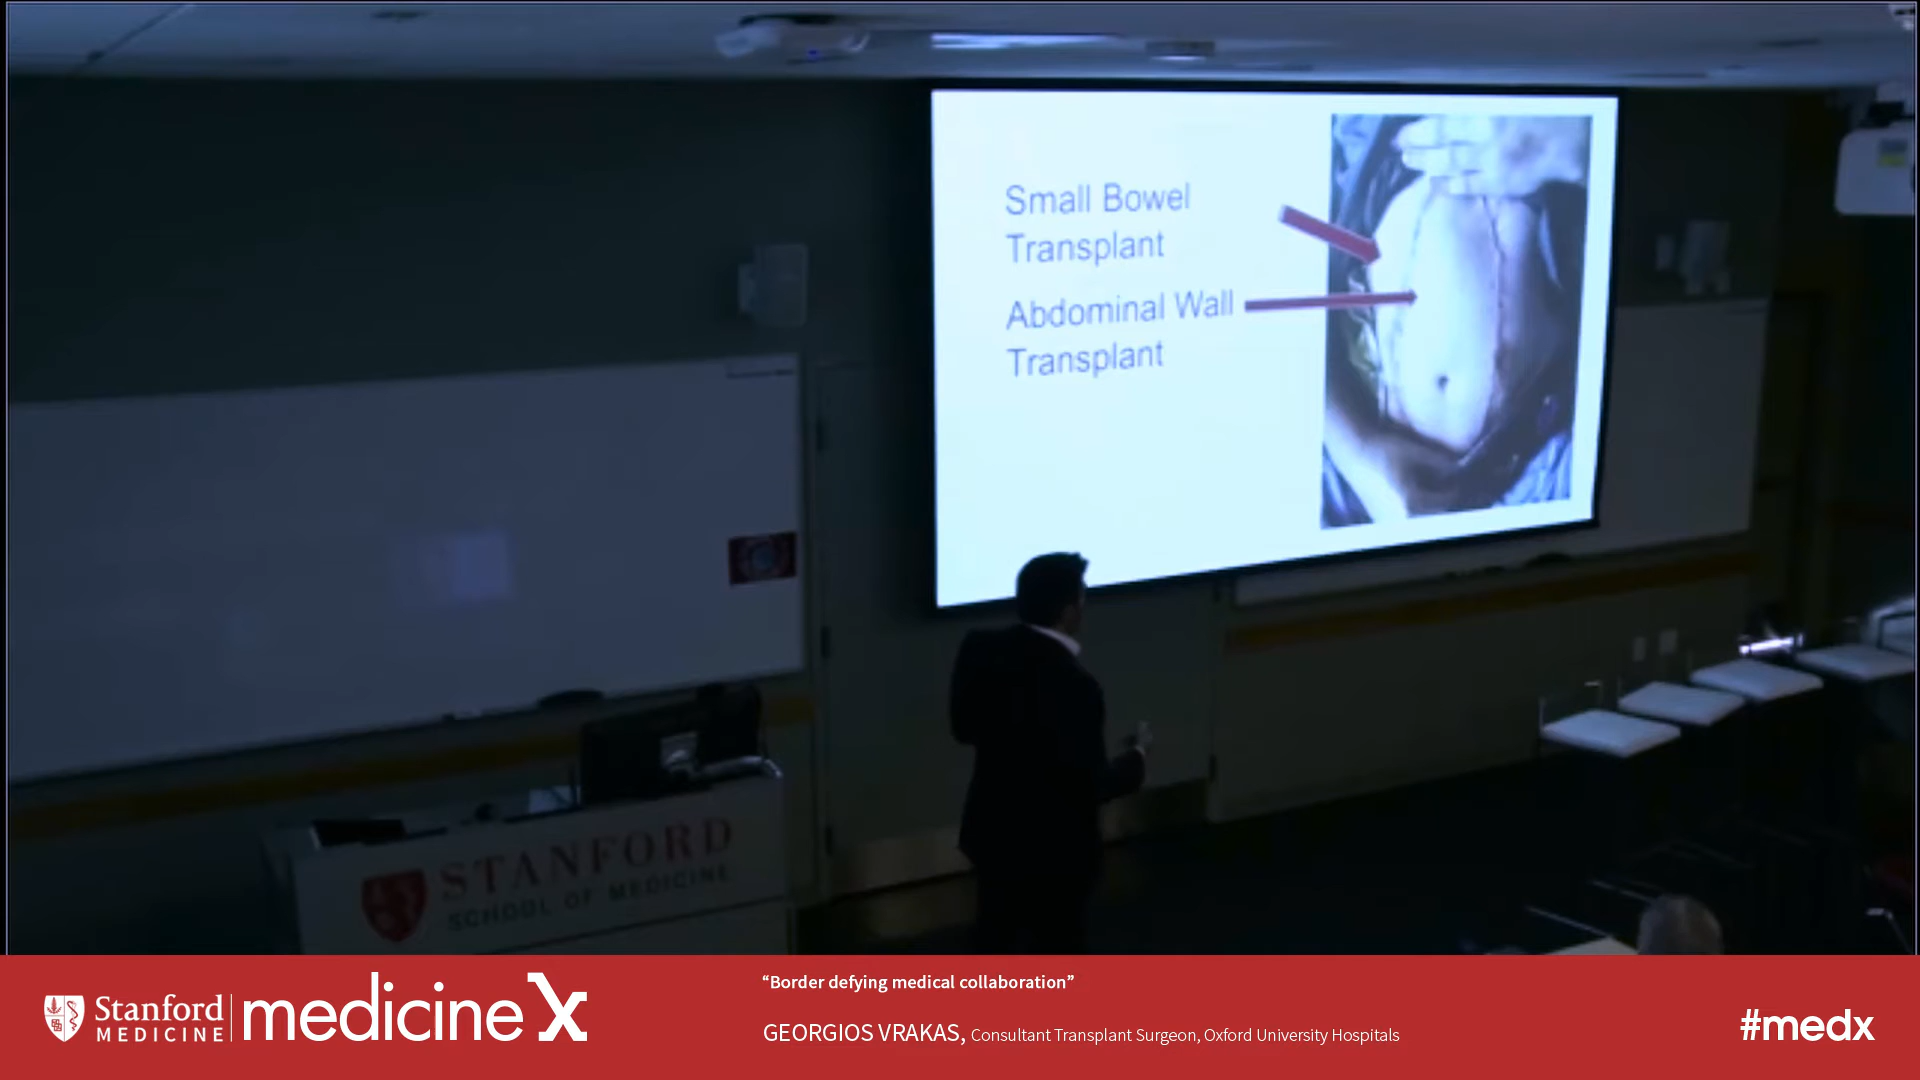 Small Bowel
Transplant
Abdominal Wall
Transplant
STANFORD
SCHOOL OF MEDICINE
Stanford
MEDICINE
medicineX
“Border defying medical collaboration”
GEORGIOS VRAKAS, Consultant Transplant Surgeon, Oxford University Hospitals
#medx